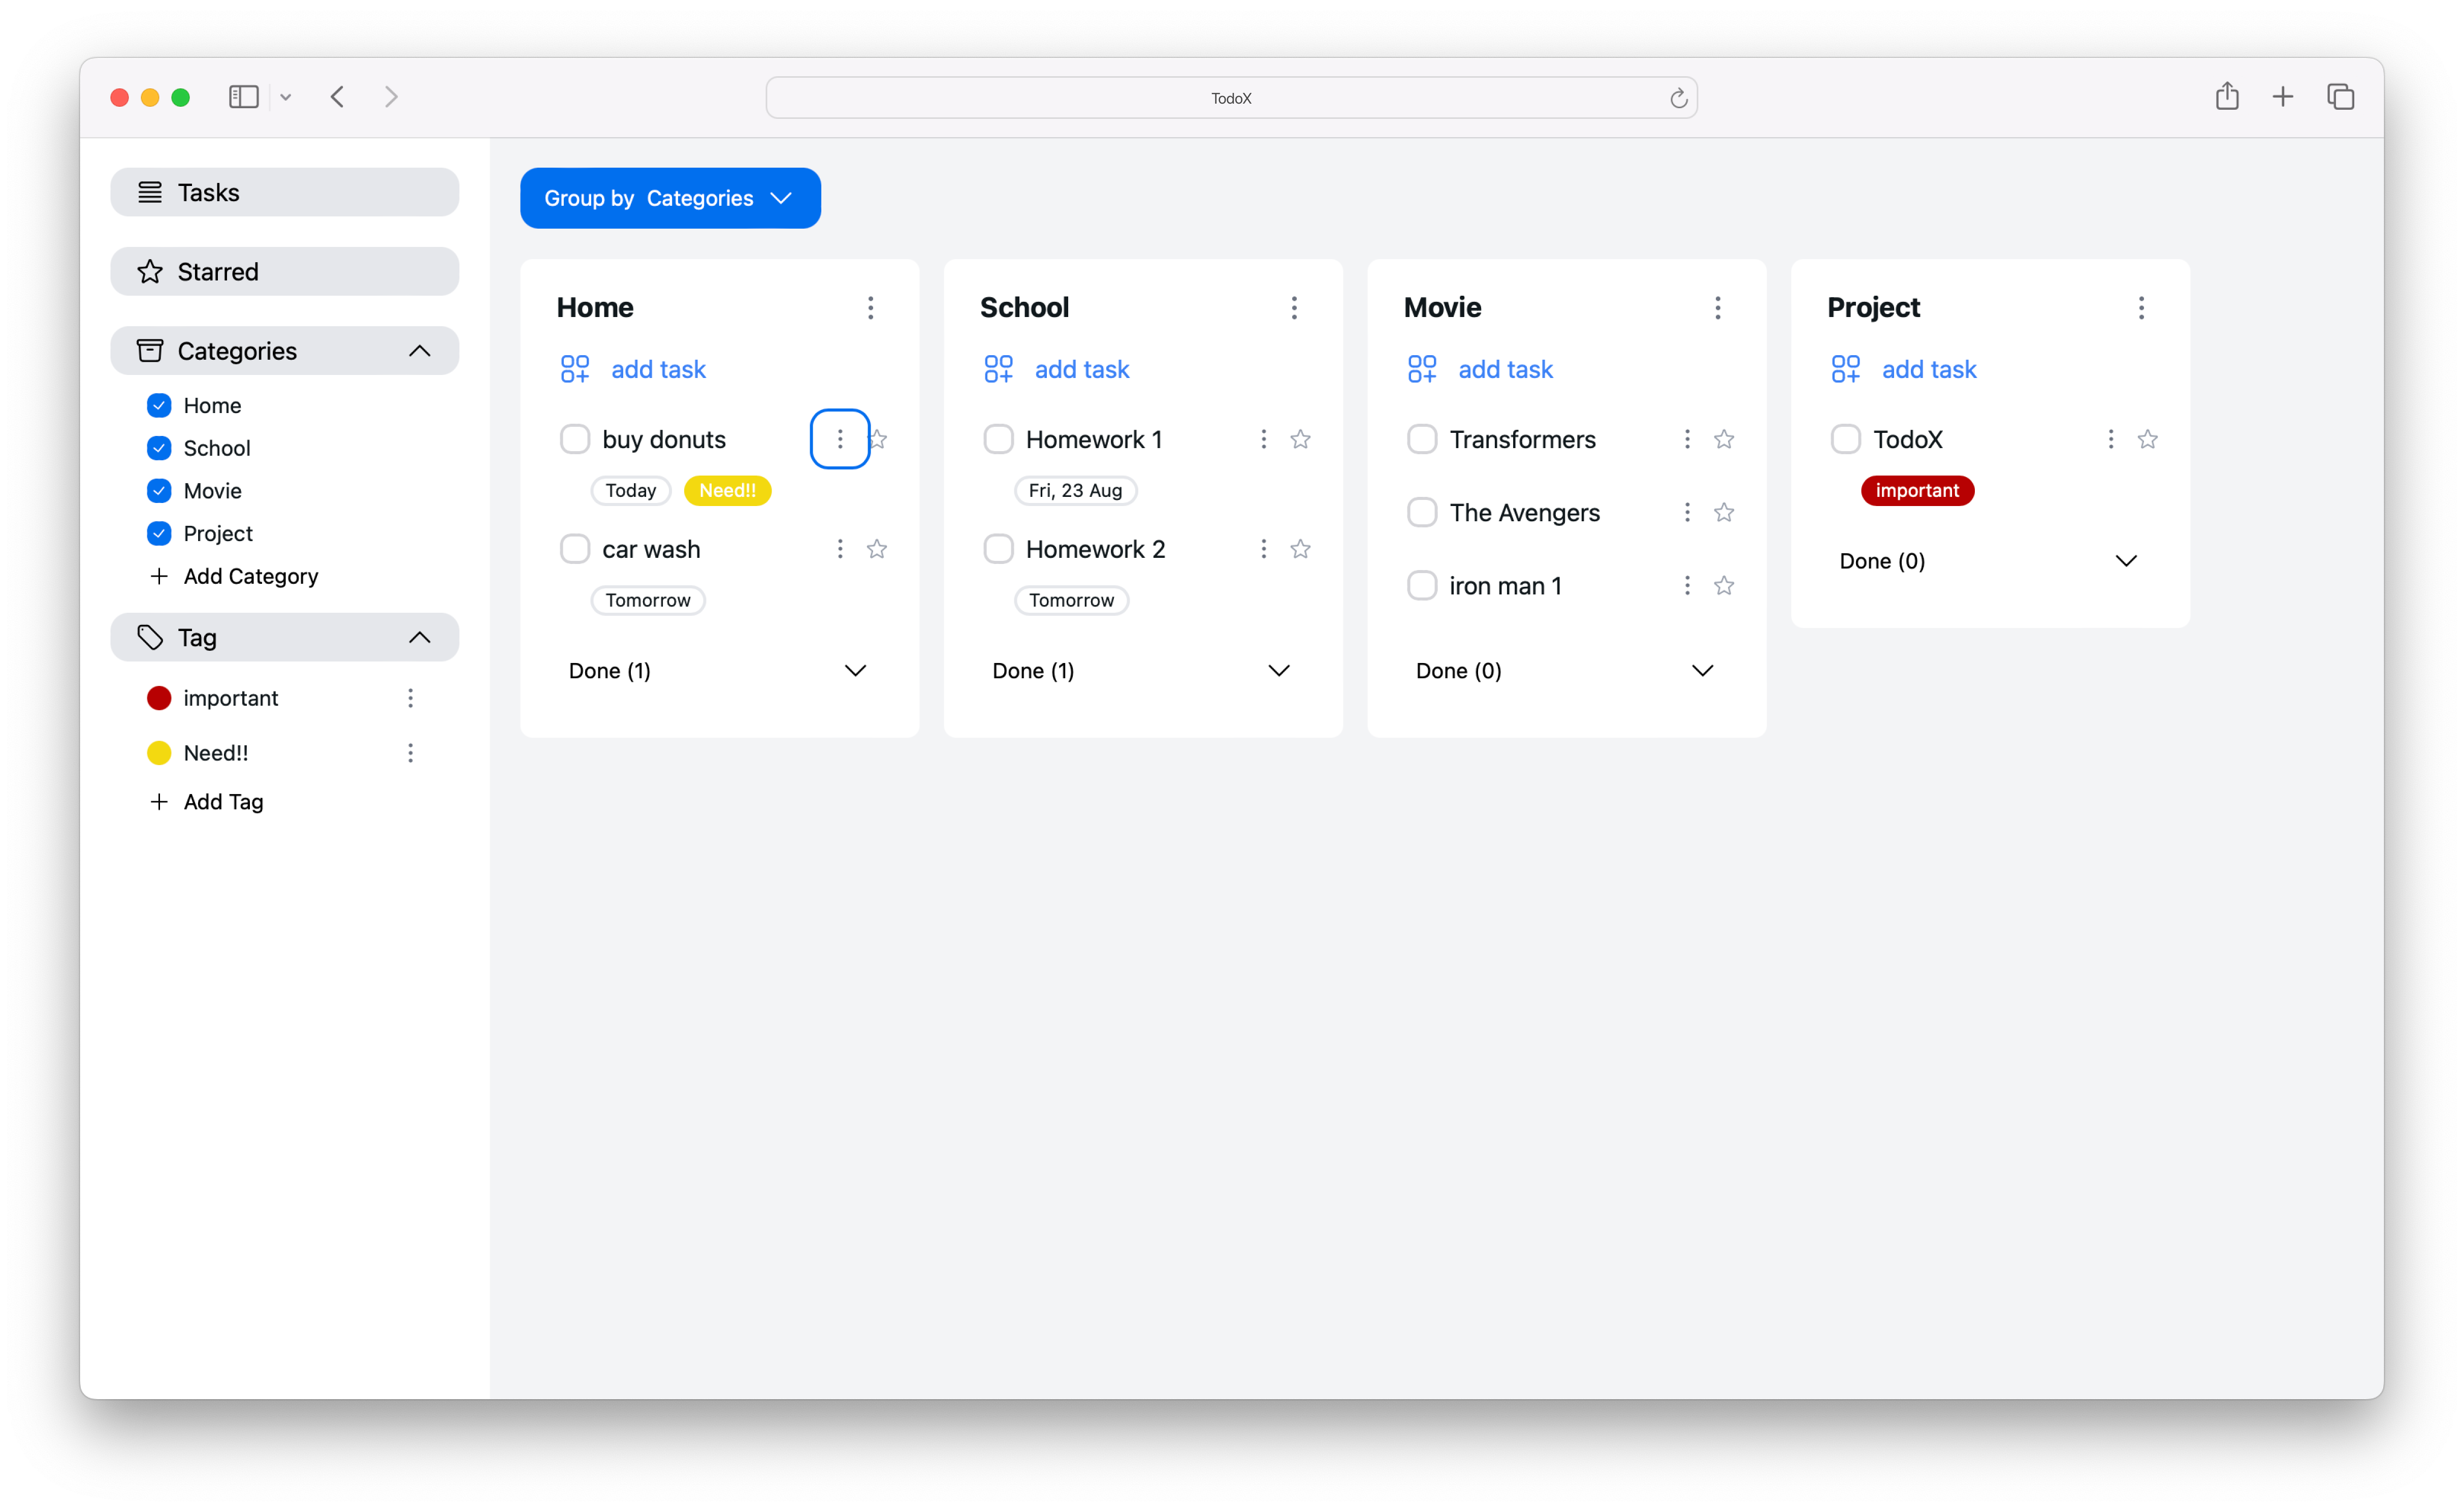 TodoX
Tasks
Starred
Categories
Home
School
Movie
Project
Add Category
Tag
important
Need!!
Add Tag
Group by Categories
Home
add task
buy donuts
Today Need!!
car wash
Tomorrow
Done (1)
School
add task
Homework 1
Fri, 23 Aug
Homework 2
Tomorrow
Done (1)
Movie
add task
Transformers
The Avengers
iron man 1
Done (0)
Project
add task
TodoX
important
Done (0)